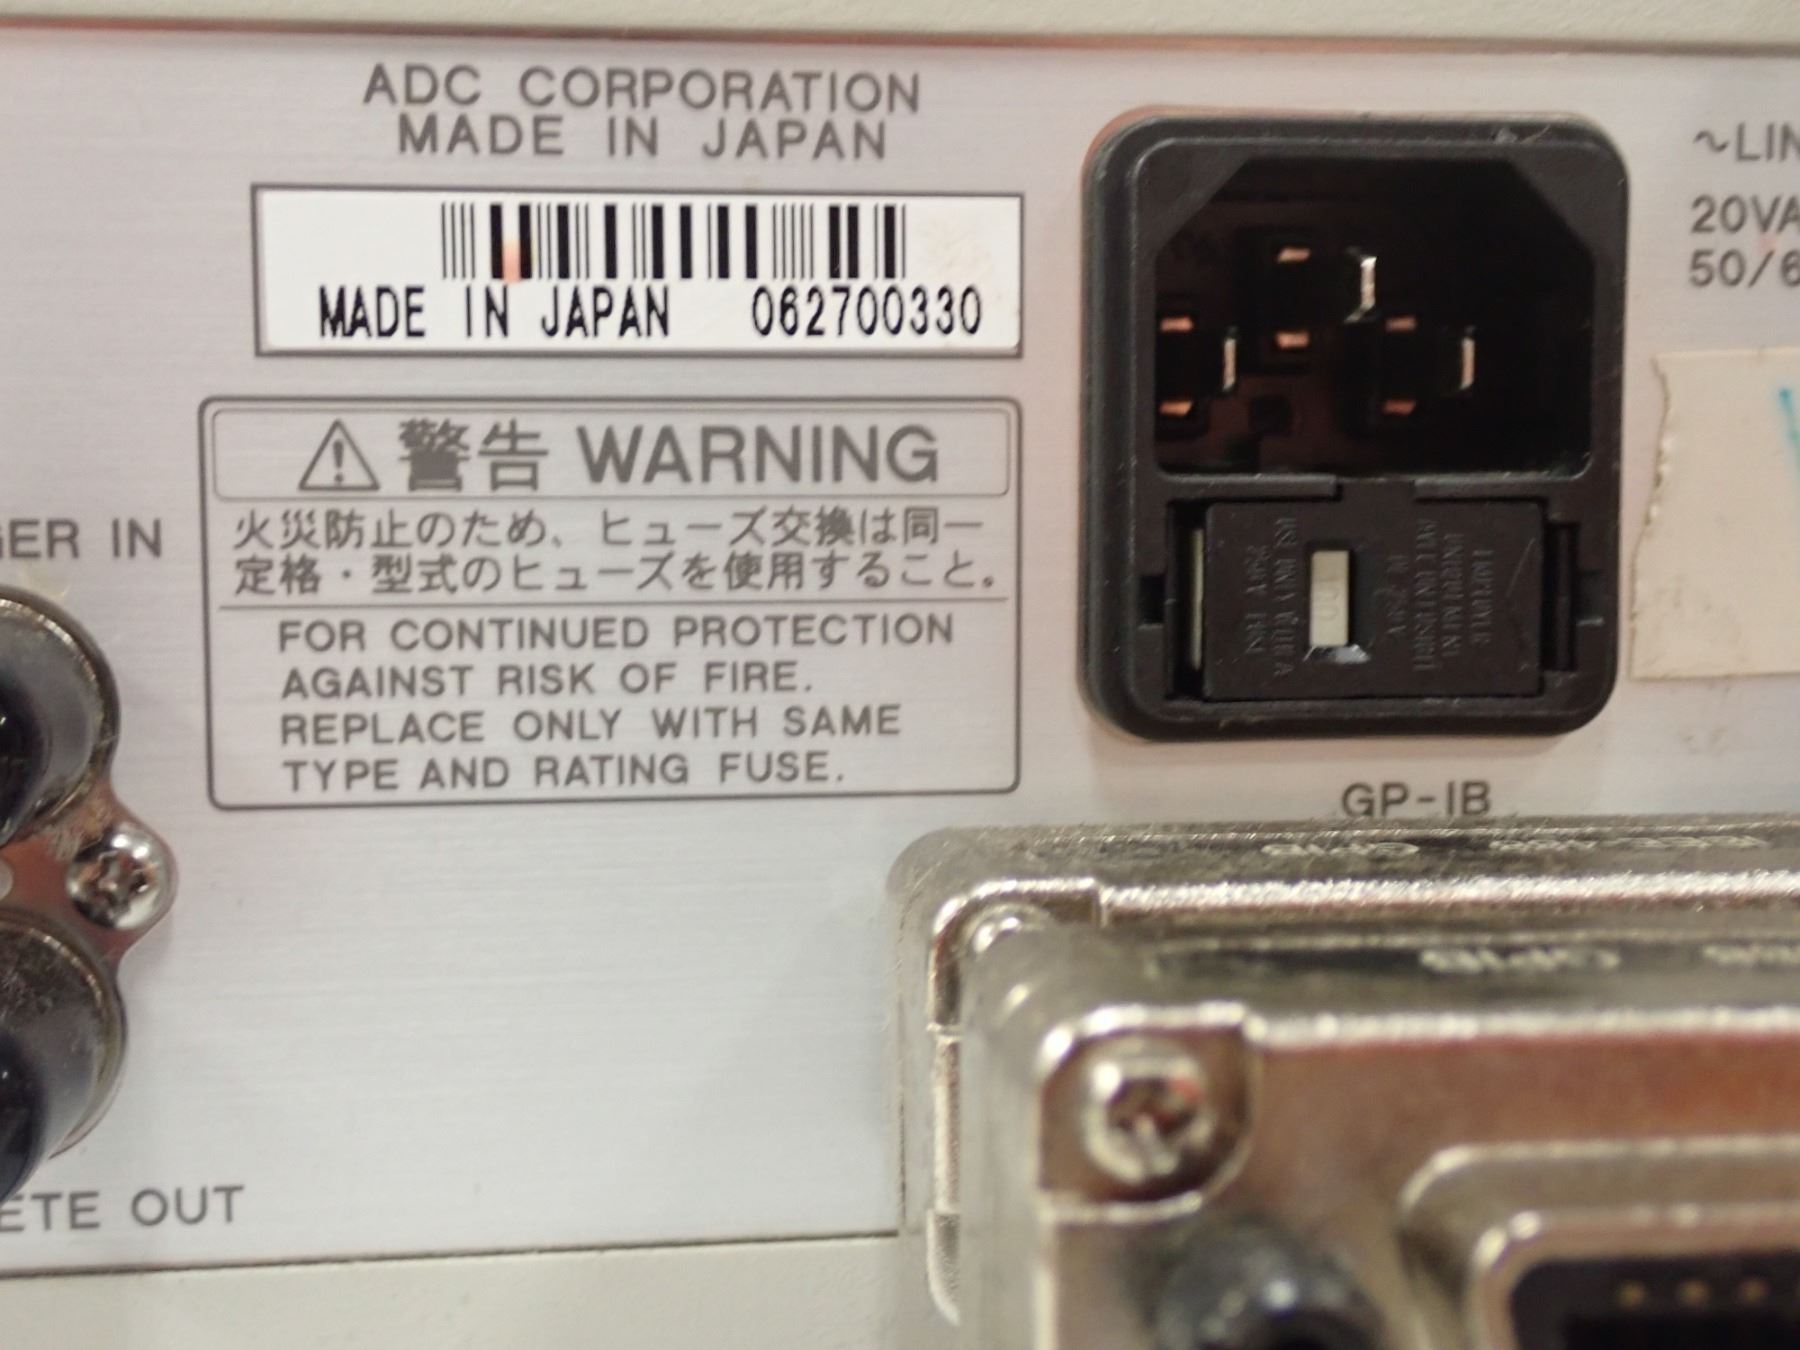 ADC CORPORATION
MADE IN JAPAN
MADE IN JAPAN 062700330
警告 WARNING
火災防止のため、ヒューズ交換は同一
定格・型式のヒューズを使用すること。
FOR CONTINUED PROTECTION
AGAINST RISK OF FIRE.
REPLACE ONLY WITH SAME
TYPE AND RATING FUSE.
GER IN
ETE OUT
~LIN
20VA
50/6
GP-IB